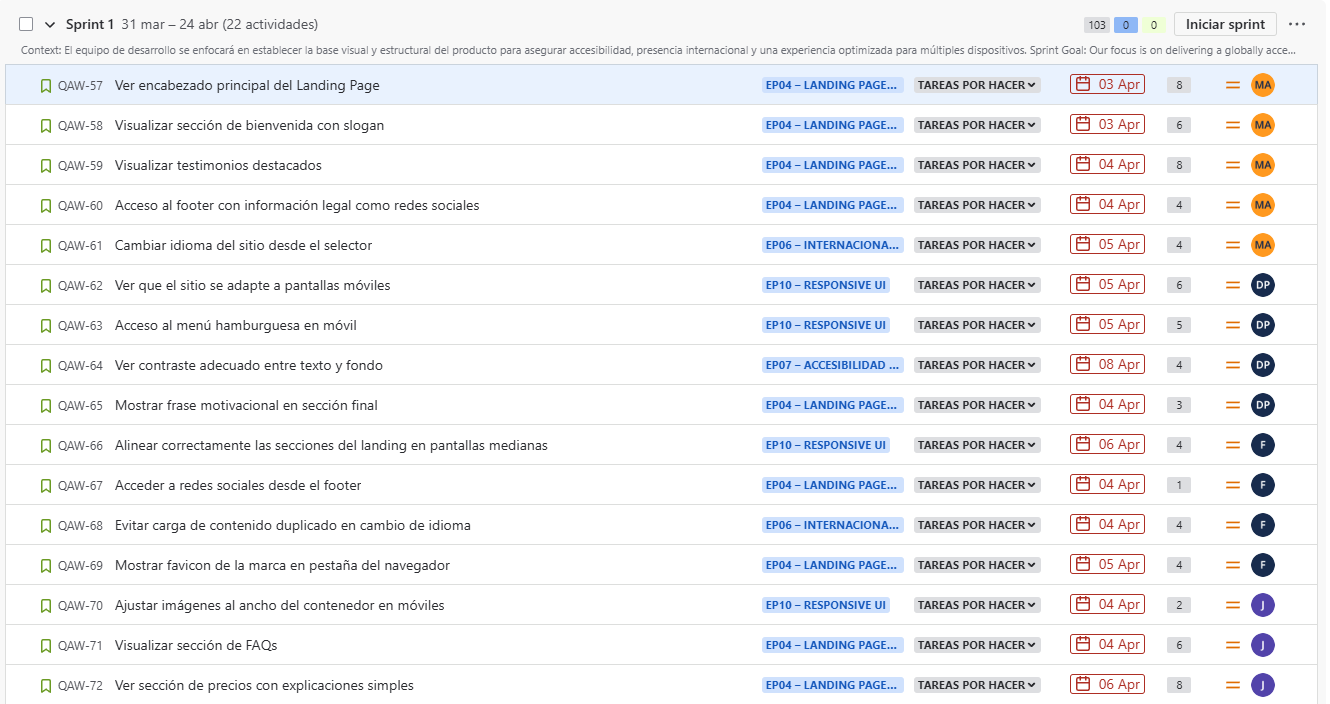 Sprint 1 31 mar – 24 abr (22 actividades) 103 0 0 Iniciar sprint
Context: El equipo de desarrollo se enfocará en establecer la base visual y estructural del producto para asegurar accesibilidad, presencia internacional y una experiencia optimizada para múltiples dispositivos. Sprint Goal: Our focus is on delivering a globally acce...
QAW-57 Ver encabezado principal del Landing Page EP04 – LANDING PAGE... TAREAS POR HACER 03 Apr 8 MA
QAW-58 Visualizar sección de bienvenida con slogan EP04 – LANDING PAGE... TAREAS POR HACER 03 Apr 6 MA
QAW-59 Visualizar testimonios destacados EP04 – LANDING PAGE... TAREAS POR HACER 04 Apr 8 MA
QAW-60 Acceso al footer con información legal como redes sociales EP04 – LANDING PAGE... TAREAS POR HACER 04 Apr 4 MA
QAW-61 Cambiar idioma del sitio desde el selector EP06 – INTERNACIONA... TAREAS POR HACER 05 Apr 4 MA
QAW-62 Ver que el sitio se adapte a pantallas móviles EP10 – RESPONSIVE UI TAREAS POR HACER 05 Apr 6 DP
QAW-63 Acceso al menú hamburguesa en móvil EP10 – RESPONSIVE UI TAREAS POR HACER 05 Apr 5 DP
QAW-64 Ver contraste adecuado entre texto y fondo EP07 – ACCESIBILIDAD ... TAREAS POR HACER 08 Apr 4 DP
QAW-65 Mostrar frase motivacional en sección final EP04 – LANDING PAGE... TAREAS POR HACER 04 Apr 3 DP
QAW-66 Alinear correctamente las secciones del landing en pantallas medianas EP10 – RESPONSIVE UI TAREAS POR HACER 06 Apr 4 F
QAW-67 Acceder a redes sociales desde el footer EP04 – LANDING PAGE... TAREAS POR HACER 04 Apr 1 F
QAW-68 Evitar carga de contenido duplicado en cambio de idioma EP06 – INTERNACIONA... TAREAS POR HACER 04 Apr 4 F
QAW-69 Mostrar favicon de la marca en pestaña del navegador EP04 – LANDING PAGE... TAREAS POR HACER 05 Apr 4 F
QAW-70 Ajustar imágenes al ancho del contenedor en móviles EP10 – RESPONSIVE UI TAREAS POR HACER 04 Apr 2 J
QAW-71 Visualizar sección de FAQs EP04 – LANDING PAGE... TAREAS POR HACER 04 Apr 6 J
QAW-72 Ver sección de precios con explicaciones simples EP04 – LANDING PAGE... TAREAS POR HACER 06 Apr 8 J